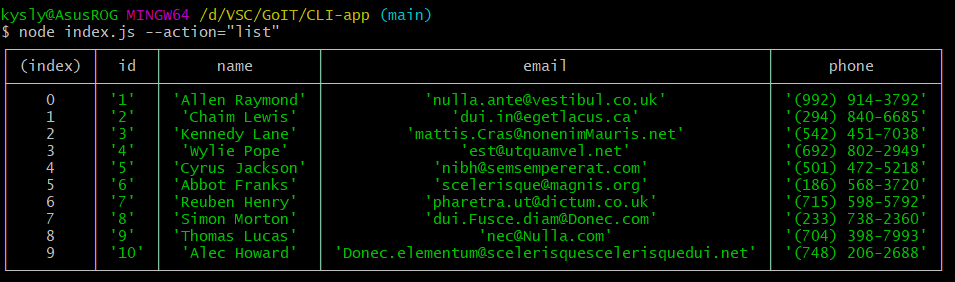 kysly@AsusROG MINGW64 /d/VSC/GoIT/CLI-app (main)
$ node index.js --action="list"
(index) id name email phone
0 '1' 'Allen Raymond' 'nulla.ante@vestibul.co.uk' '(992) 914-3792'
1 '2' 'Chaim Lewis' 'dui.in@egetlacus.ca' '(294) 840-6685'
2 '3' 'Kennedy Lane' 'mattis.Cras@nonenimMauris.net' '(542) 451-7038'
3 '4' 'Wylie Pope' 'est@utquamvel.net' '(692) 802-2949'
4 '5' 'Cyrus Jackson' 'nibh@semsempererat.com' '(501) 472-5218'
5 '6' 'Abbot Franks' 'scelerisque@magnis.org' '(186) 568-3720'
6 '7' 'Reuben Henry' 'pharetra.ut@dictum.co.uk' '(715) 598-5792'
7 '8' 'Simon Morton' 'dui.Fusce.diam@Donec.com' '(233) 738-2360'
8 '9' 'Thomas Lucas' 'nec@Nulla.com' '(704) 398-7993'
9 '10' 'Alec Howard' 'Donec.elementum@scelerisquescelerisquedui.net' '(748) 206-2688'